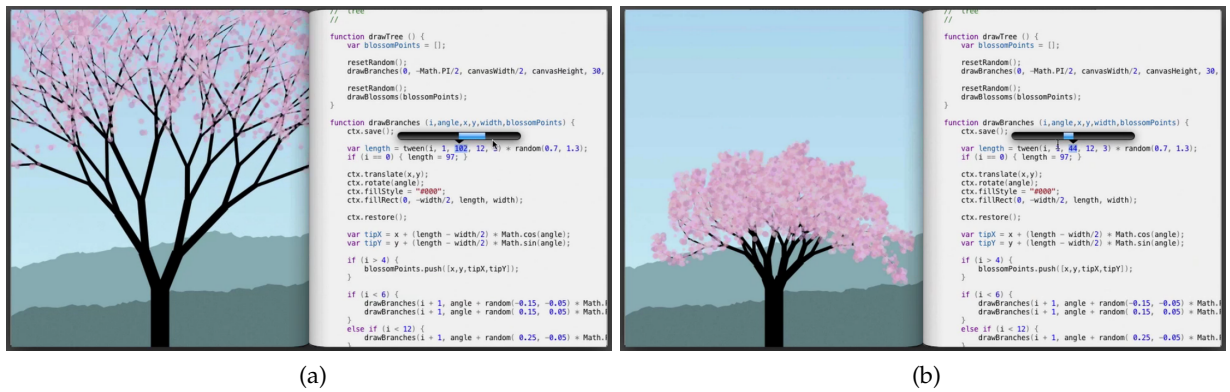 // tree
//
function drawTree () {
var blossomPoints = [];
resetRandom();
drawBranches(0, -Math.PI/2, canvasWidth/2, canvasHeight, 30,
resetRandom();
drawBlossoms(blossomPoints);
}
function drawBranches (i,angle,x,y,width,blossomPoints) {
ctx.save();
var length = tween(i, 1, 102, 12, 3) * random(0.7, 1.3);
if (i == 0) { length = 97; }
ctx.translate(x,y);
ctx.rotate(angle);
ctx.fillStyle = "#000";
ctx.fillRect(0, -width/2, length, width);
ctx.restore();
var tipX = x + (length - width/2) * Math.cos(angle);
var tipY = y + (length - width/2) * Math.sin(angle);
if (i > 4) {
blossomPoints.push([x,y,tipX,tipY]);
}
if (i < 6) {
drawBranches(i + 1, angle + random(-0.15, -0.05) * Math.
drawBranches(i + 1, angle + random( 0.15, 0.05) * Math.
}
else if (i < 12) {
drawBranches(i + 1, angle + random( 0.25, -0.05) * Math.
(a)
// tree
//
function drawTree () {
var blossomPoints = [];
resetRandom();
drawBranches(0, -Math.PI/2, canvasWidth/2, canvasHeight, 30,
resetRandom();
drawBlossoms(blossomPoints);
}
function drawBranches (i,angle,x,y,width,blossomPoints) {
ctx.save();
var length = tween(i, 1, 44, 12, 3) * random(0.7, 1.3);
if (i == 0) { length = 97; }
ctx.translate(x,y);
ctx.rotate(angle);
ctx.fillStyle = "#000";
ctx.fillRect(0, -width/2, length, width);
ctx.restore();
var tipX = x + (length - width/2) * Math.cos(angle);
var tipY = y + (length - width/2) * Math.sin(angle);
if (i > 4) {
blossomPoints.push([x,y,tipX,tipY]);
}
if (i < 6) {
drawBranches(i + 1, angle + random(-0.15, -0.05) * Math.
drawBranches(i + 1, angle + random( 0.15, 0.05) * Math.
}
else if (i < 12) {
drawBranches(i + 1, angle + random( 0.25, -0.05) * Math.
(b)